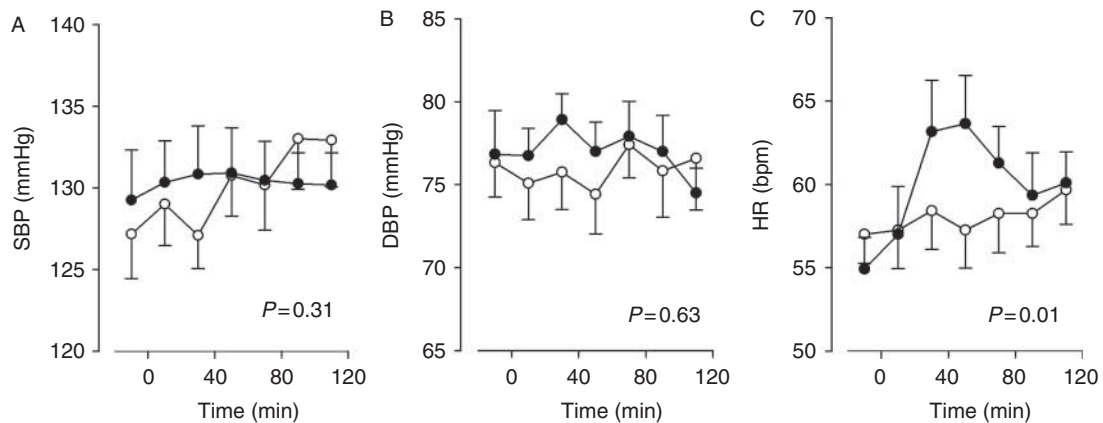 A
140
135
130
125
120
SBP (mmHg)
P=0.31
0 40 80 120
Time (min)
B
85
80
75
70
65
DBP (mmHg)
P=0.63
0 40 80 120
Time (min)
C
70
65
60
55
50
HR (bpm)
P=0.01
0 40 80 120
Time (min)